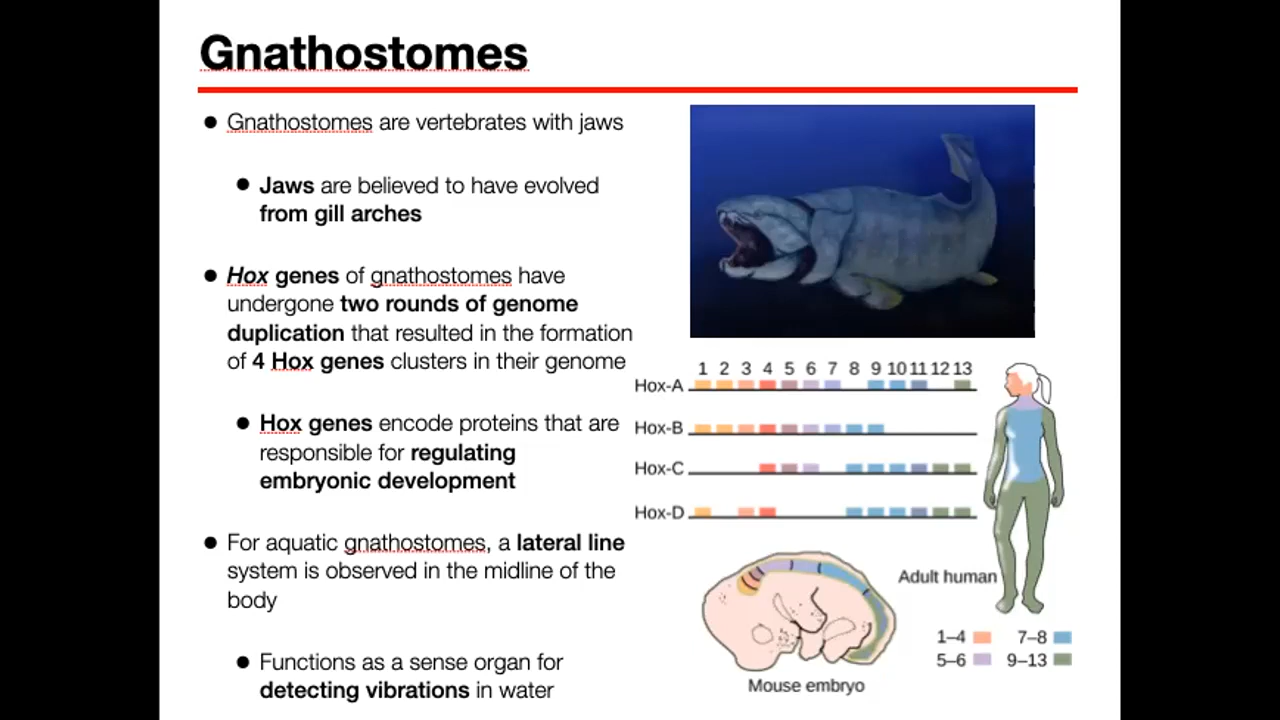 Gnathostomes
● Gnathostomes are vertebrates with jaws
● Jaws are believed to have evolved
from gill arches
● Hox genes of gnathostomes have
undergone two rounds of genome
duplication that resulted in the formation
of 4 Hox genes clusters in their genome
● Hox genes encode proteins that are
responsible for regulating
embryonic development
● For aquatic gnathostomes, a lateral line
system is observed in the midline of the
body
● Functions as a sense organ for
detecting vibrations in water
1 2 3 4 5 6 7 8 9 10 11 12 13
Hox-A
Hox-B
Hox-C
Hox-D
Adult human
Mouse embryo
1–4 7–8
5–6 9–13